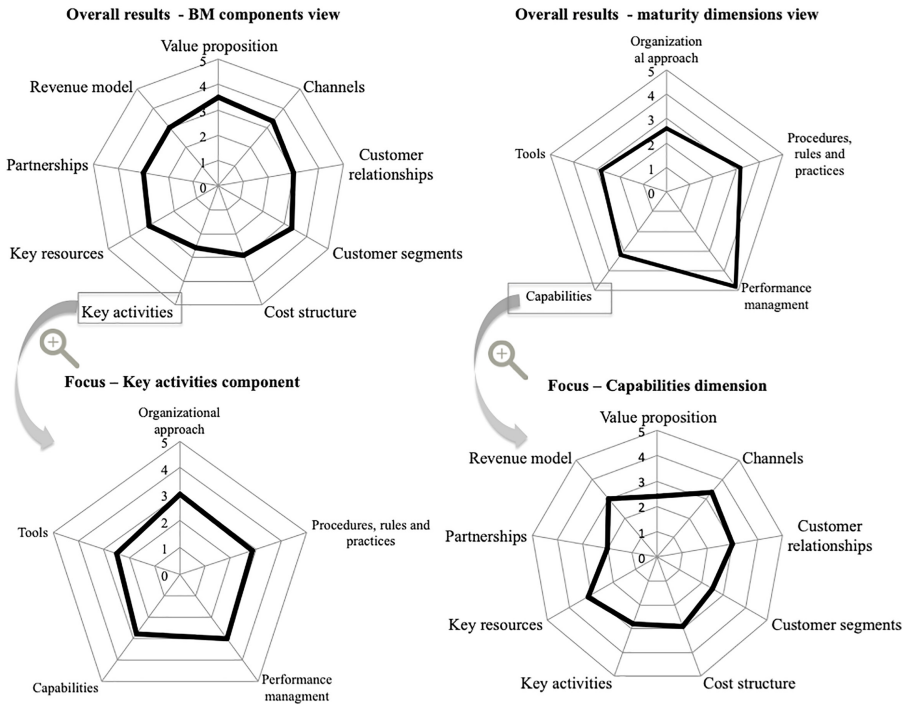 Overall results - BM components view
Value proposition
5
4
3
2
1
0
Channels
Customer
relationships
Customer segments
Cost structure
Key activities
Key resources
Partnerships
Revenue model
Overall results - maturity dimensions view
Organization
al approach
5
4
3
2
1
0
Procedures,
rules and
practices
Performance
managment
Capabilities
Tools
Focus – Key activities component
Organizational
approach
5
4
3
2
1
0
Procedures, rules and
practices
Performance
managment
Capabilities
Tools
Focus – Capabilities dimension
Value proposition
5
4
3
2
1
0
Channels
Customer
relationships
Customer segments
Cost structure
Key activities
Key resources
Partnerships
Revenue model